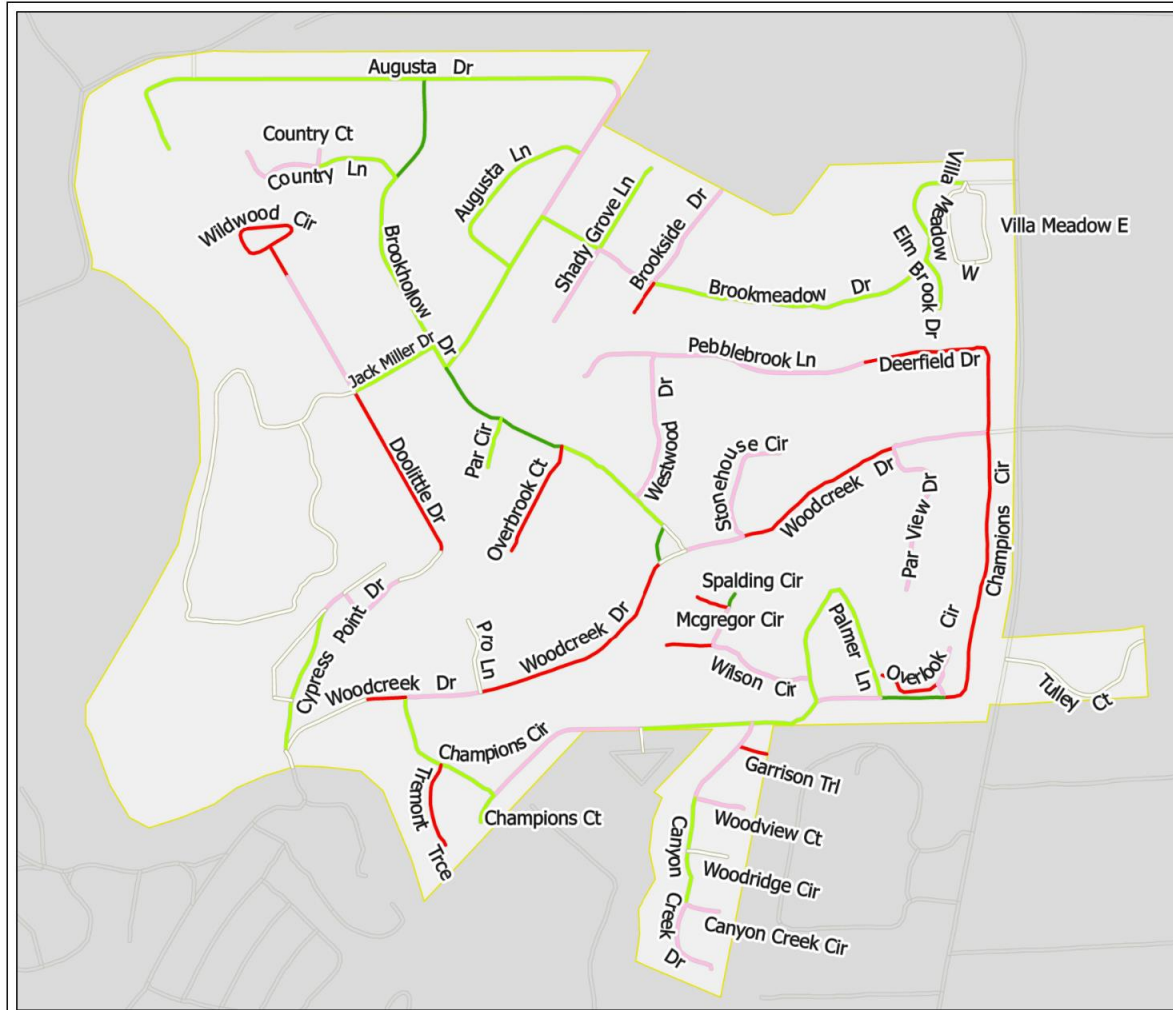 Augusta Dr
Country Ct
Country Ln
Augusta Ln
Wildwood Cir
Brookhollow Dr
Shady Grove Ln
Brookside Dr
Villa Meadow W
Villa Meadow E
Elm Brook Dr
Brookmeadow Dr
Jack Miller Dr
Pebblebrook Ln
Deerfield Dr
Doolittle Dr
Par Cir
Overbrook Ct
Westwood Dr
Stonehouse Cir
Woodcreek Dr
Par View Dr
Champions Cir
Cypress Point Dr
Pro Ln
Woodcreek Dr
Spalding Cir
Mcgregor Cir
Wilson Cir
Palmer Ln
Overlook Cir
Tulley Ct
Woodcreek Dr
Champions Cir
Tremont Trce
Champions Ct
Garrison Trl
Woodview Ct
Canyon Creek Dr
Woodridge Cir
Canyon Creek Cir